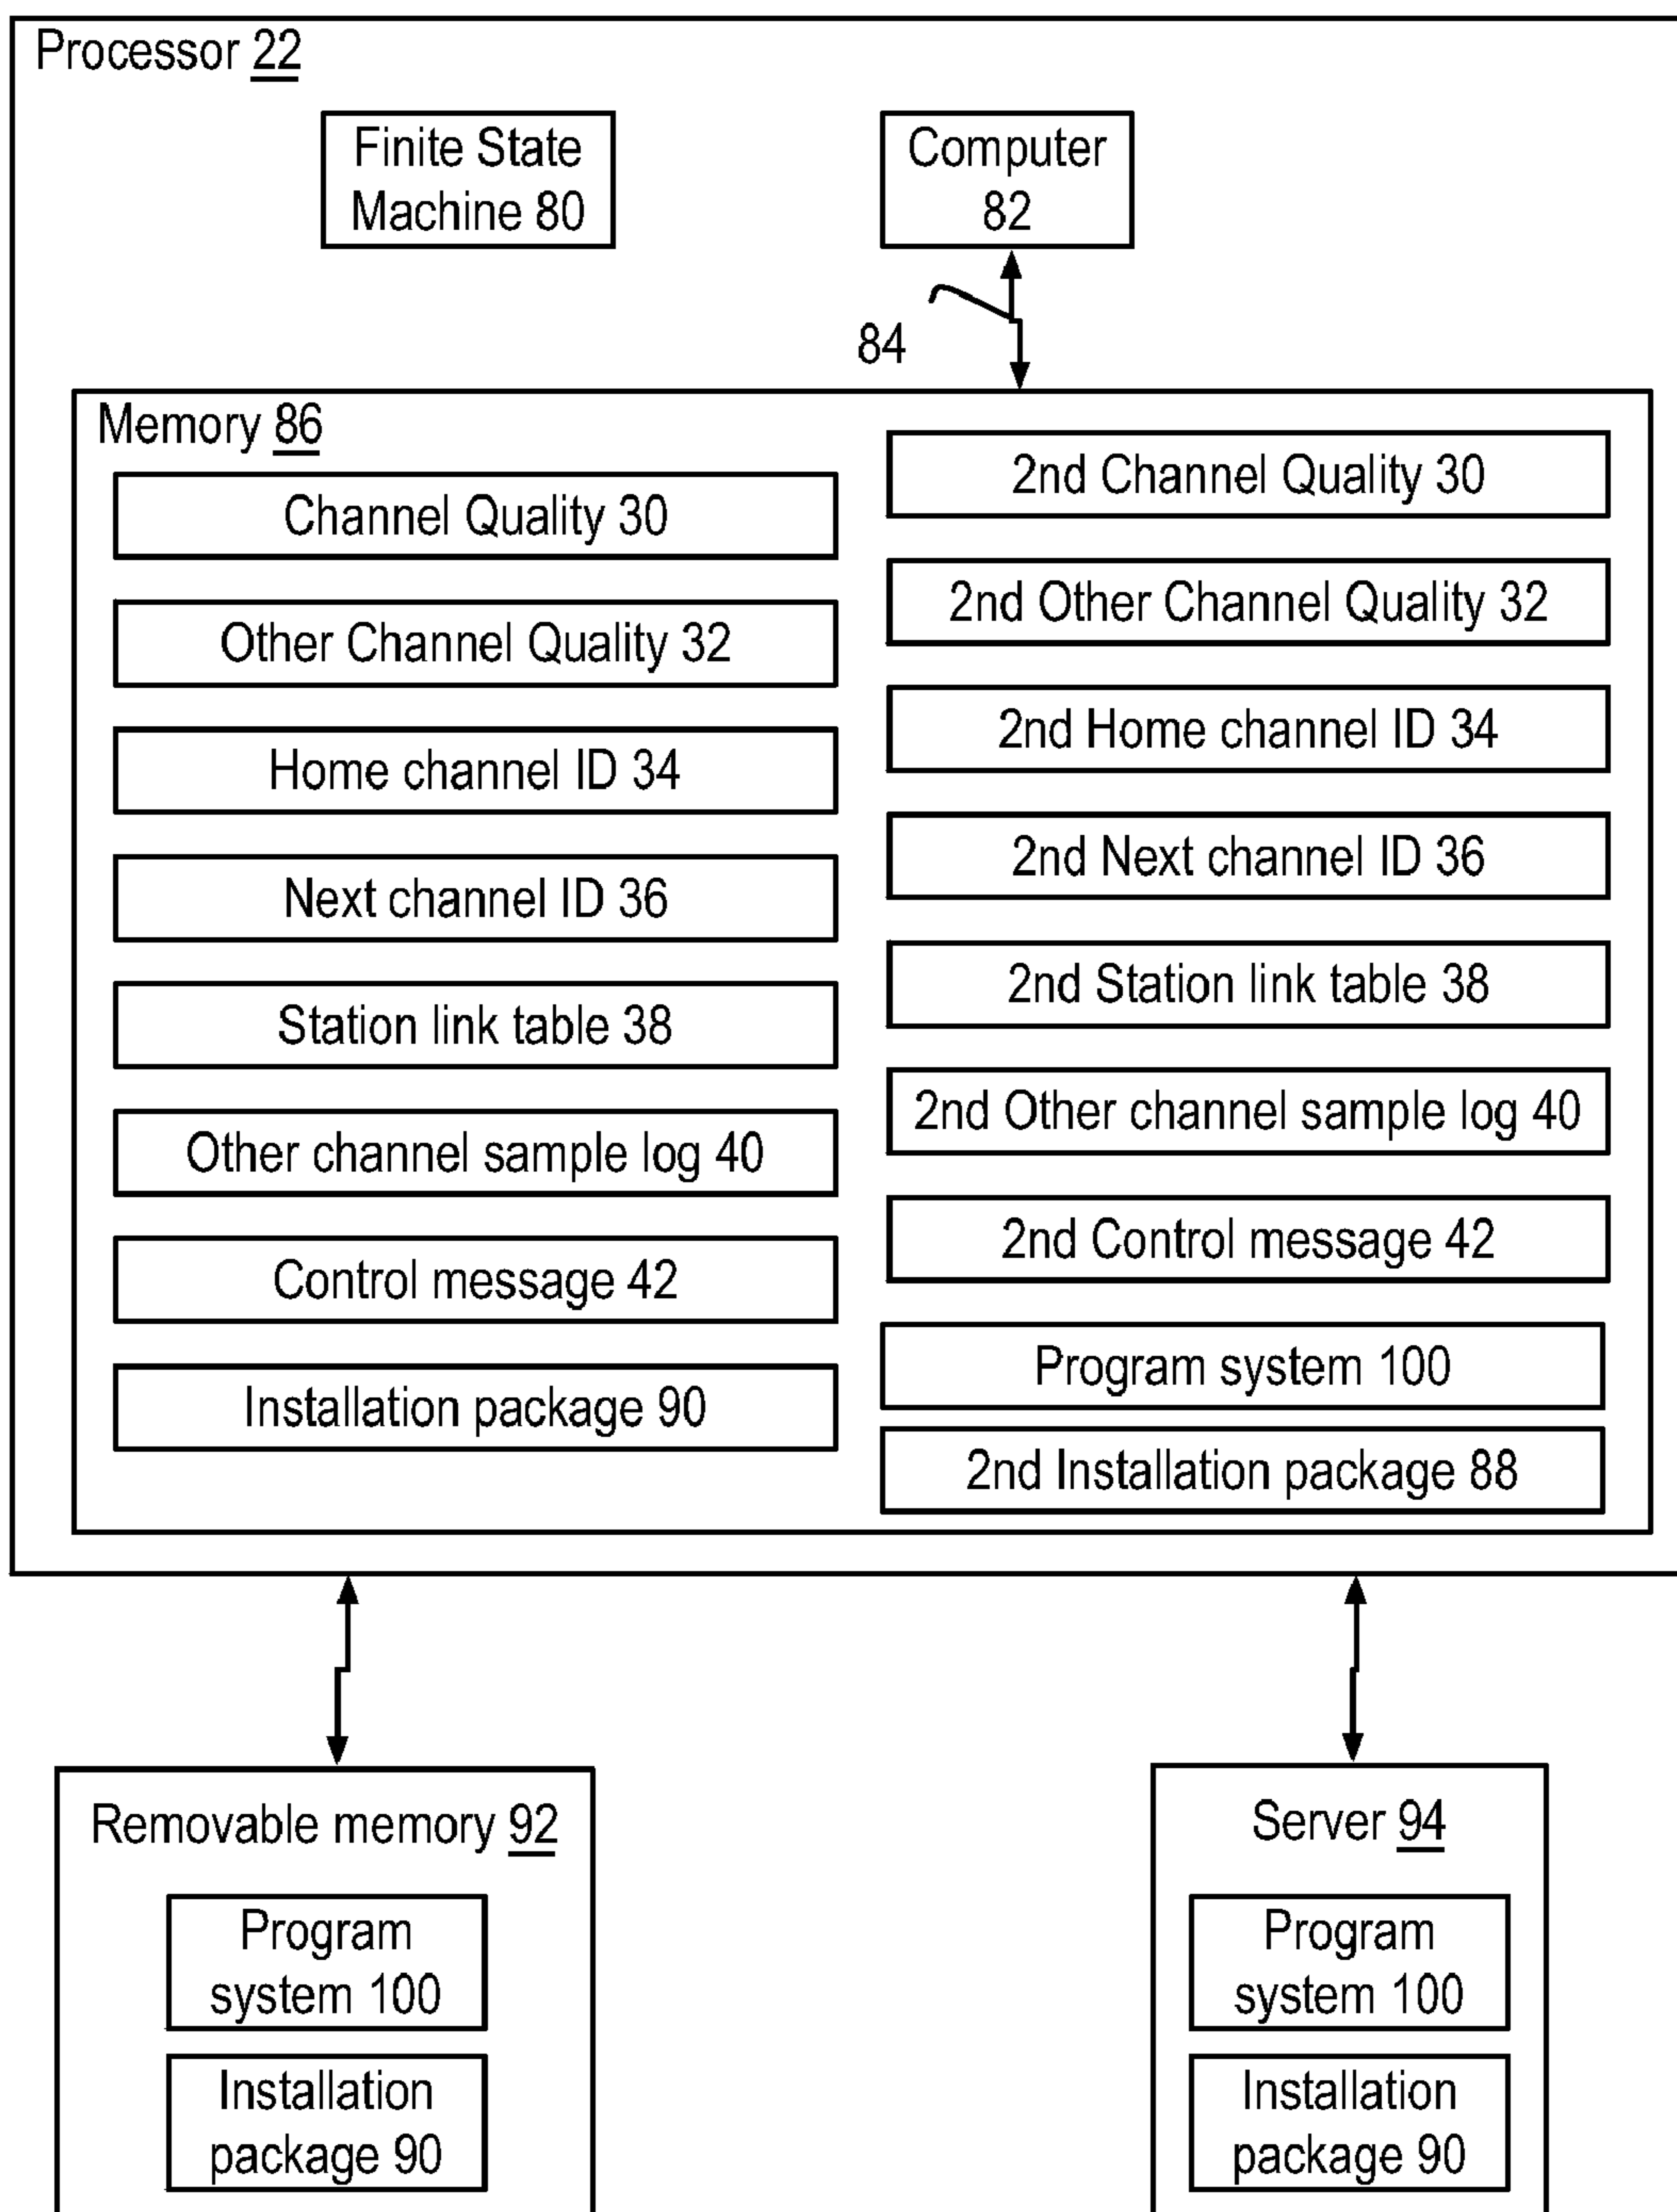 Processor 22
Finite State
Machine 80
Computer
82
84
Memory 86
Channel Quality 30
Other Channel Quality 32
Home channel ID 34
Next channel ID 36
Station link table 38
Other channel sample log 40
Control message 42
Installation package 90
2nd Channel Quality 30
2nd Other Channel Quality 32
2nd Home channel ID 34
2nd Next channel ID 36
2nd Station link table 38
2nd Other channel sample log 40
2nd Control message 42
Program system 100
2nd Installation package 88
Removable memory 92
Program
system 100
Installation
package 90
Server 94
Program
system 100
Installation
package 90